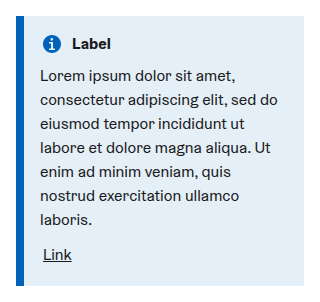 Label
Lorem ipsum dolor sit amet,
consectetur adipiscing elit, sed do
eiusmod tempor incididunt ut
labore et dolore magna aliqua. Ut
enim ad minim veniam, quis
nostrud exercitation ullamco
laboris.
Link